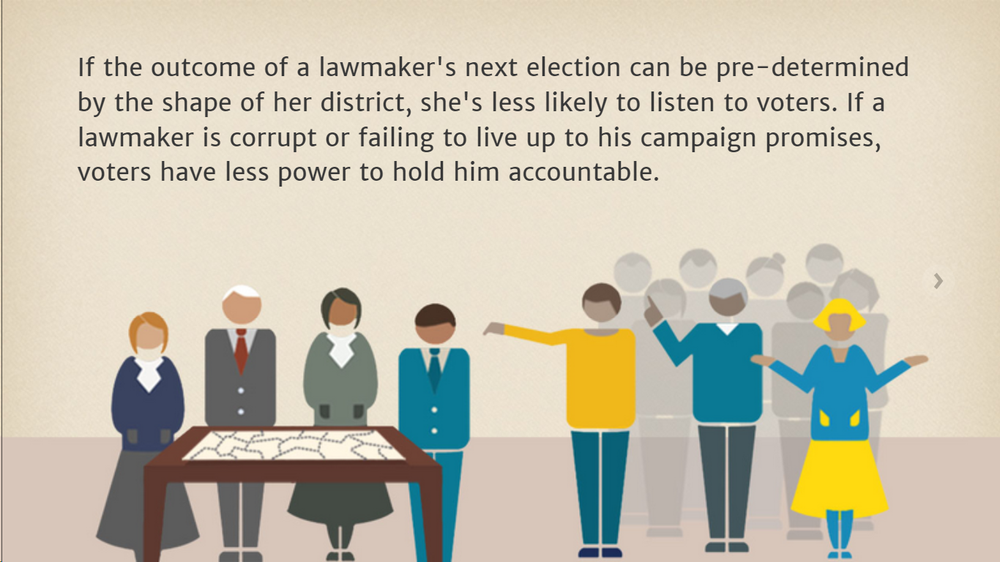 If the outcome of a lawmaker's next election can be pre-determined
by the shape of her district, she's less likely to listen to voters. If a
lawmaker is corrupt or failing to live up to his campaign promises,
voters have less power to hold him accountable.